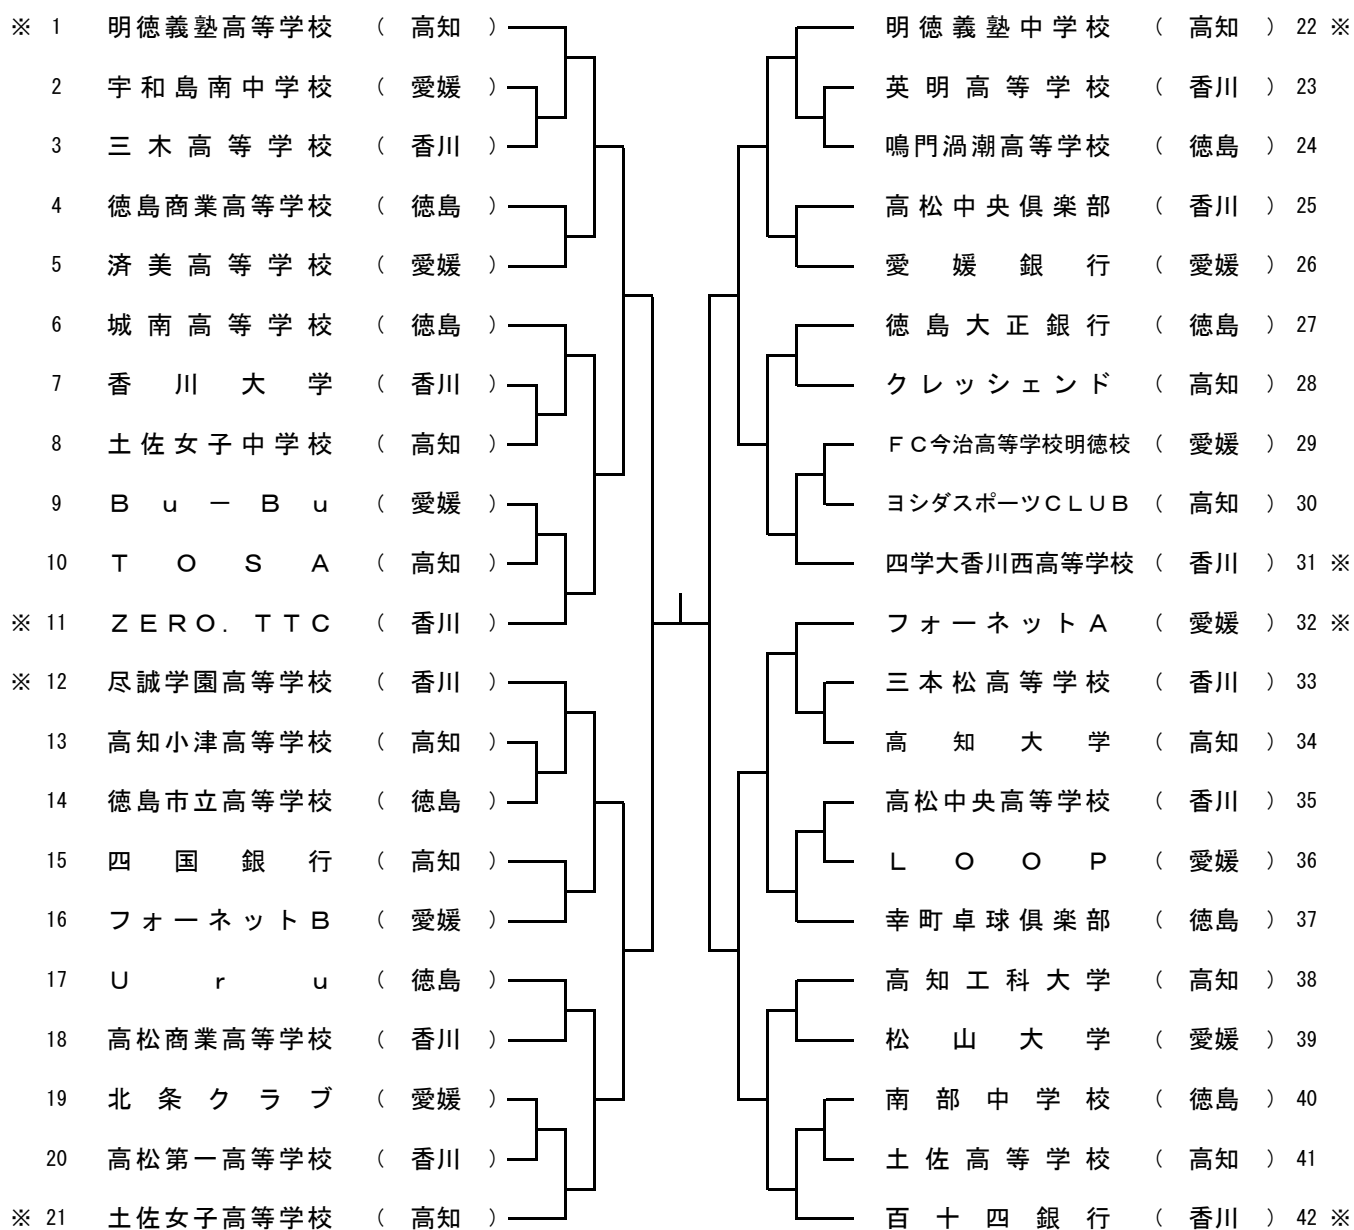 ※ 1 明徳義塾高等学校 ( 高知 )
2 宇和島南中学校 ( 愛媛 )
3 三木高等学校 ( 香川 )
4 徳島商業高等学校 ( 徳島 )
5 済美高等学校 ( 愛媛 )
6 城南高等学校 ( 徳島 )
7 香川大学 ( 香川 )
8 土佐女子中学校 ( 高知 )
9 Ｂｕ－Ｂｕ ( 愛媛 )
10 ＴＯＳＡ ( 高知 )
※ 11 ＺＥＲＯ．ＴＴＣ ( 香川 )
※ 12 尽誠学園高等学校 ( 香川 )
13 高知小津高等学校 ( 高知 )
14 徳島市立高等学校 ( 徳島 )
15 四国銀行 ( 高知 )
16 フォーネットＢ ( 愛媛 )
17 Ｕｒｕ ( 徳島 )
18 高松商業高等学校 ( 香川 )
19 北条クラブ ( 愛媛 )
20 高松第一高等学校 ( 香川 )
※ 21 土佐女子高等学校 ( 高知 )
明徳義塾中学校 ( 高知 ) 22 ※
英明高等学校 ( 香川 ) 23
鳴門渦潮高等学校 ( 徳島 ) 24
高松中央倶楽部 ( 香川 ) 25
愛媛銀行 ( 愛媛 ) 26
徳島大正銀行 ( 徳島 ) 27
クレッシェンド ( 高知 ) 28
ＦＣ今治高等学校明徳校 ( 愛媛 ) 29
ヨシダスポーツＣＬＵＢ ( 高知 ) 30
四学大香川西高等学校 ( 香川 ) 31 ※
フォーネットＡ ( 愛媛 ) 32 ※
三本松高等学校 ( 香川 ) 33
高知大学 ( 高知 ) 34
高松中央高等学校 ( 香川 ) 35
ＬＯＯＰ ( 愛媛 ) 36
幸町卓球倶楽部 ( 徳島 ) 37
高知工科大学 ( 高知 ) 38
松山大学 ( 愛媛 ) 39
南部中学校 ( 徳島 ) 40
土佐高等学校 ( 高知 ) 41
百十四銀行 ( 香川 ) 42 ※